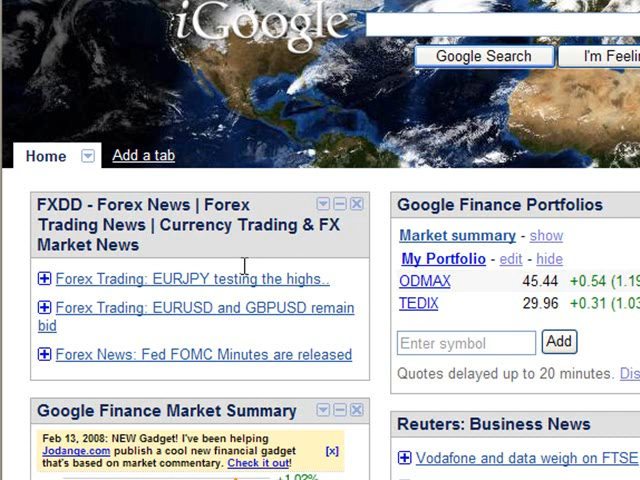 iGoogle
Google Search
I'm Feeli
Home
Add a tab
FXDD - Forex News | Forex
Trading News | Currency Trading & FX
Market News
Forex Trading: EURJPY testing the highs..
Forex Trading: EURUSD and GBPUSD remain
bid
Forex News: Fed FOMC Minutes are released
Google Finance Market Summary
Feb 13, 2008: NEW Gadget! I've been helping
Jodange.com publish a cool new financial gadget [x]
that's based on market commentary. Check it out!
+1.02%
Google Finance Portfolios
Market summary - show
My Portfolio - edit - hide
ODMAX 45.44 +0.54 (1.19
TEDIX 29.96 +0.31 (1.03
Enter symbol Add
Quotes delayed up to 20 minutes. Dis
Reuters: Business News
Vodafone and data weigh on FTSE